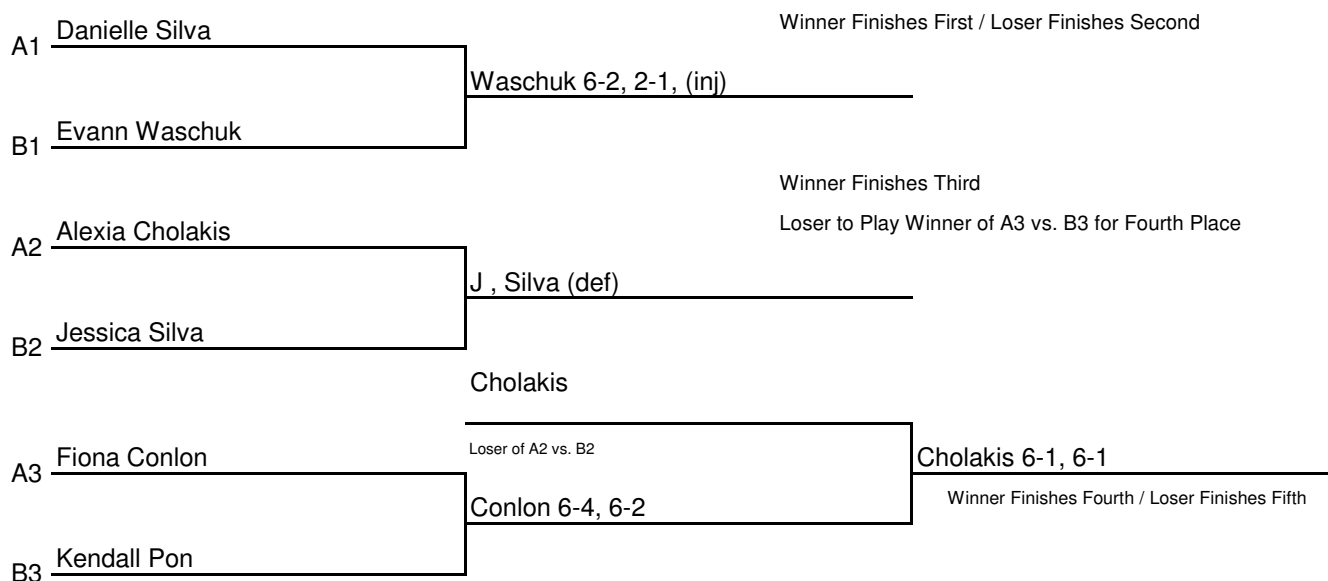 Danielle Silva
Winner Finishes First / Loser Finishes Second
A1
Waschuk 6-2, 2-1, (inj)
Evann Waschuk
B1
Winner Finishes Third
Loser to Play Winner of A3 vs. B3 for Fourth Place
Alexia Cholakis
A2
J , Silva (def)
Jessica Silva
B2
Cholakis
Loser of A2 vs. B2
Fiona Conlon
A3
Cholakis 6-1, 6-1
Winner Finishes Fourth / Loser Finishes Fifth
Conlon 6-4, 6-2
Kendall Pon
B3